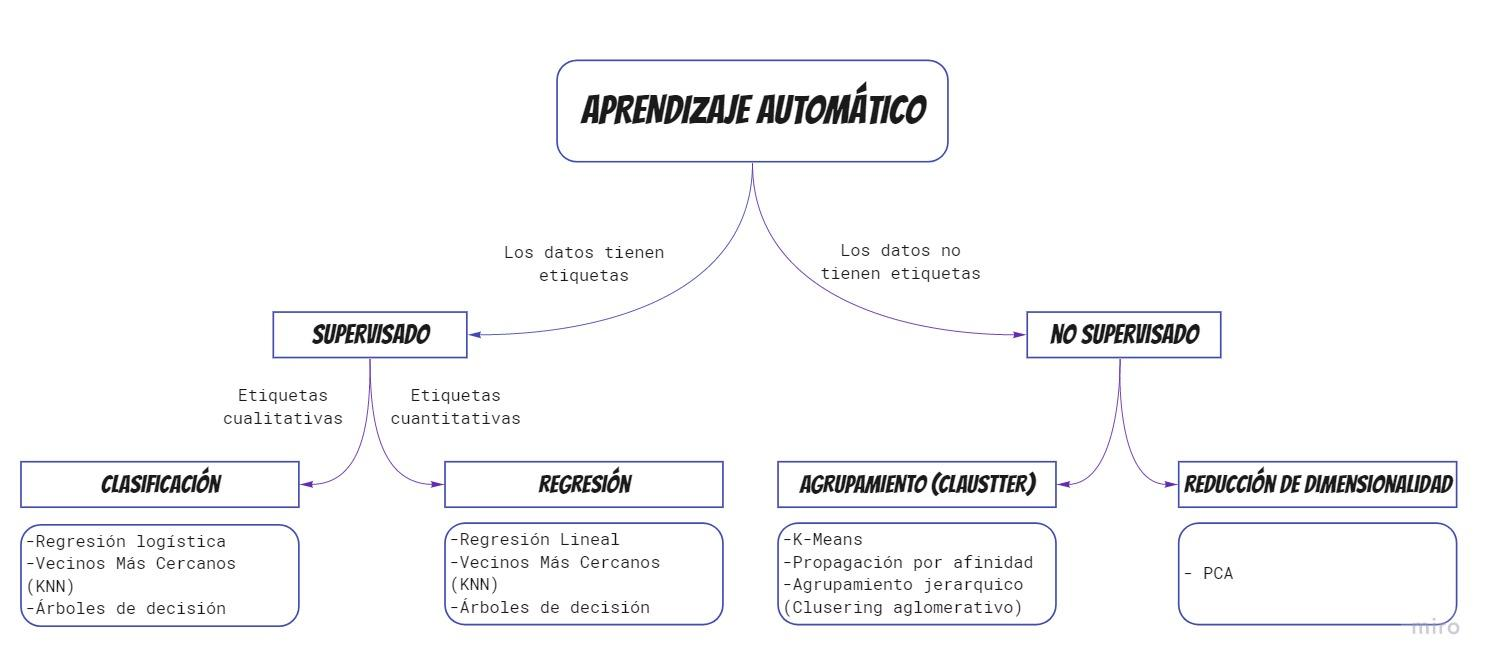 APRENDIZAJE AUTOMÁTICO
Los datos tienen
etiquetas
Los datos no
tienen etiquetas
SUPERVISADO
NO SUPERVISADO
Etiquetas
cualitativas
Etiquetas
cuantitativas
CLASIFICACIÓN
REGRESIÓN
AGRUPAMIENTO (CLAUSTTER)
REDUCCIÓN DE DIMENSIONALIDAD
-Regresión logística
-Vecinos Más Cercanos
(KNN)
-Árboles de decisión
-Regresión Lineal
-Vecinos Más Cercanos
(KNN)
-Árboles de decisión
-K-Means
-Propagación por afinidad
-Agrupamiento jerarquico
(Clusering aglomerativo)
- PCA
miro